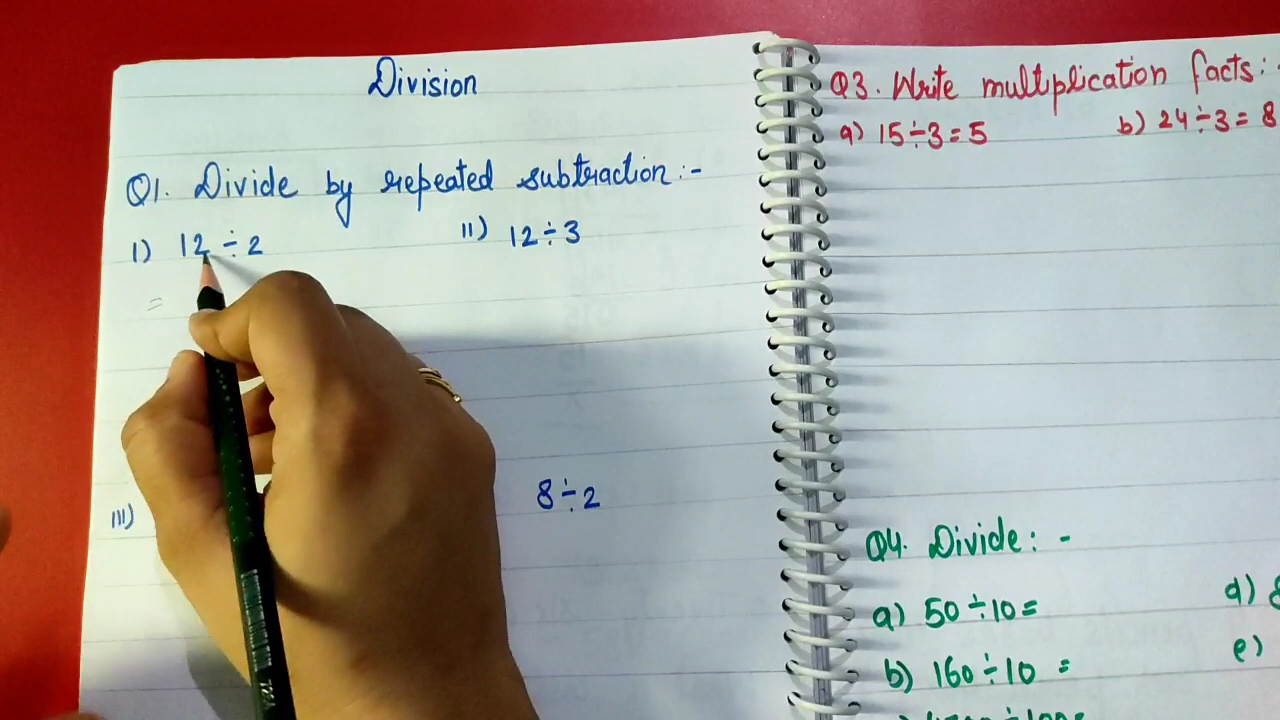 Division
Q1. Divide by repeated subtraction:-
I) 12÷2 II) 12÷3
=
III) 8÷2
Q3. Write multiplication facts:-
a) 15÷3=5 b) 24÷3=8
Q4. Divide:-
a) 50÷10= d) 8
b) 160÷10 = e)